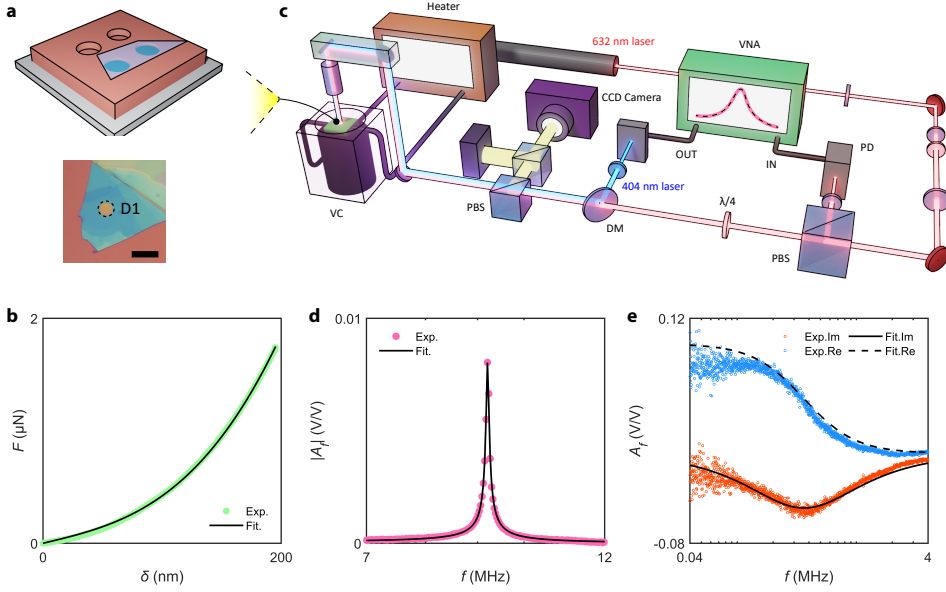 a
c
Heater
632 nm laser
VNA
CCD Camera
OUT
IN
PD
404 nm laser
λ/4
VC
PBS
DM
PBS
D1
b
2
F (μN)
Exp.
Fit.
0
0
200
δ (nm)
d
0.01
Exp.
Fit.
|A_f| (V/V)
0
7
12
f (MHz)
e
0.12
Exp.Im Fit.Im
Exp.Re Fit.Re
A_f (V/V)
-0.08
0.04
4
f (MHz)